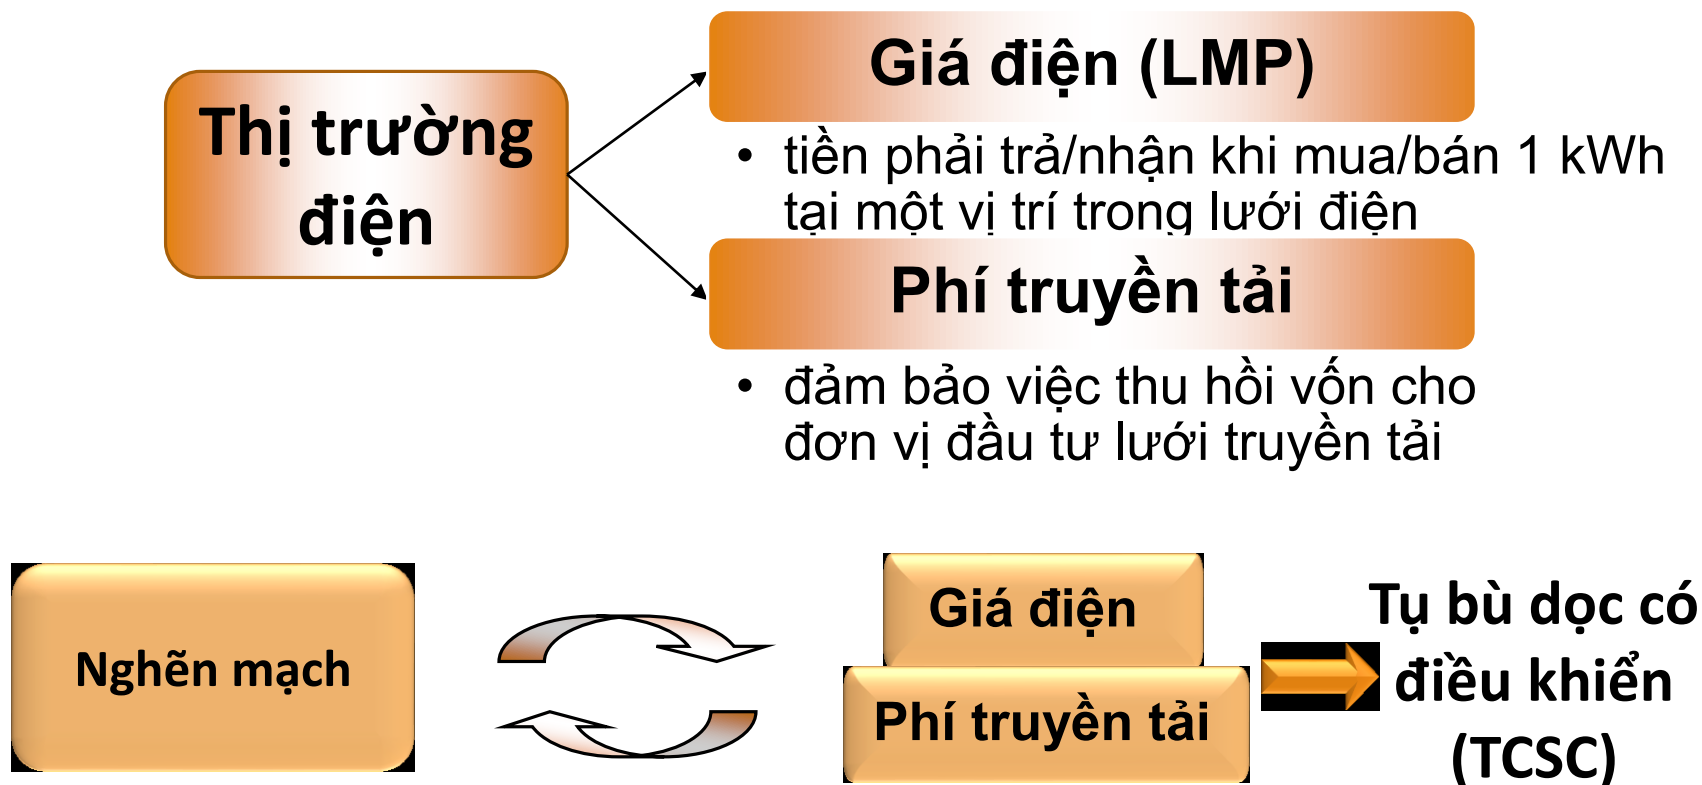 Thị trường
điện
Giá điện (LMP)
• tiền phải trả/nhận khi mua/bán 1 kWh
tại một vị trí trong lưới điện
Phí truyền tải
• đảm bảo việc thu hồi vốn cho
đơn vị đầu tư lưới truyền tải
Nghẽn mạch
Giá điện
Phí truyền tải
Tụ bù dọc có
điều khiển
(TCSC)